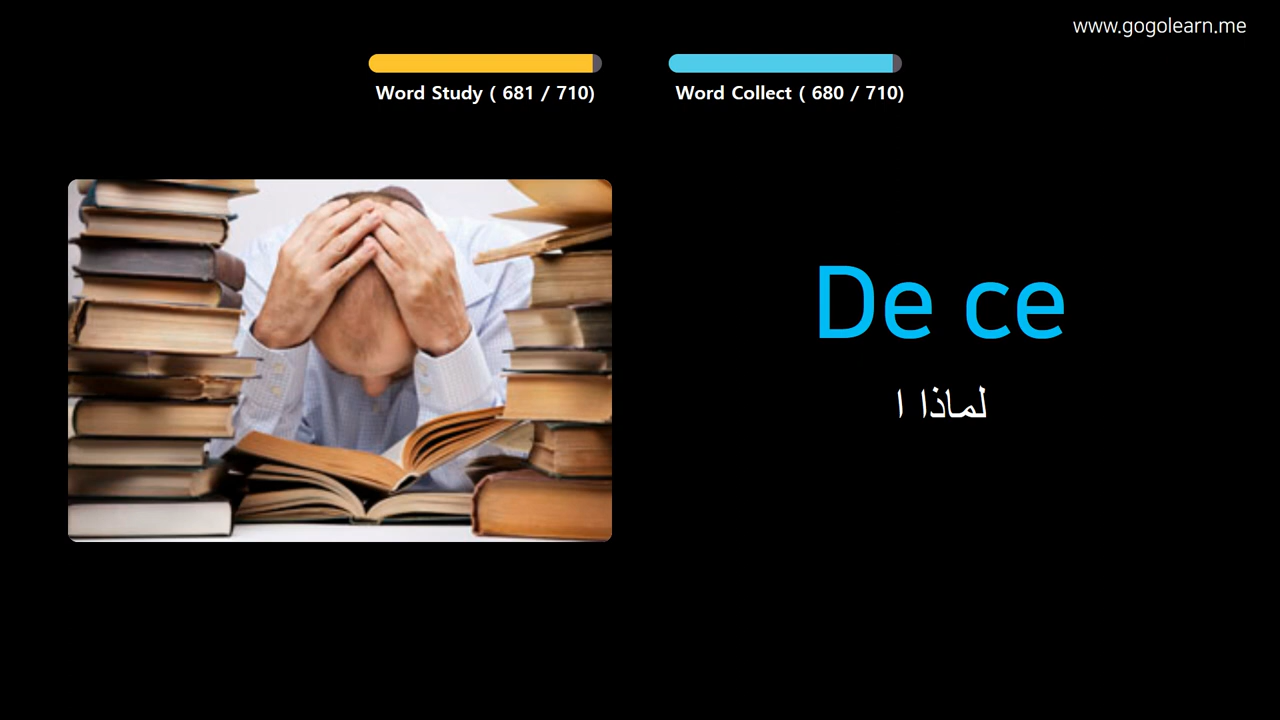 www.gogolearn.me
Word Study ( 681 / 710)
Word Collect ( 680 / 710)
De ce
لماذا ا